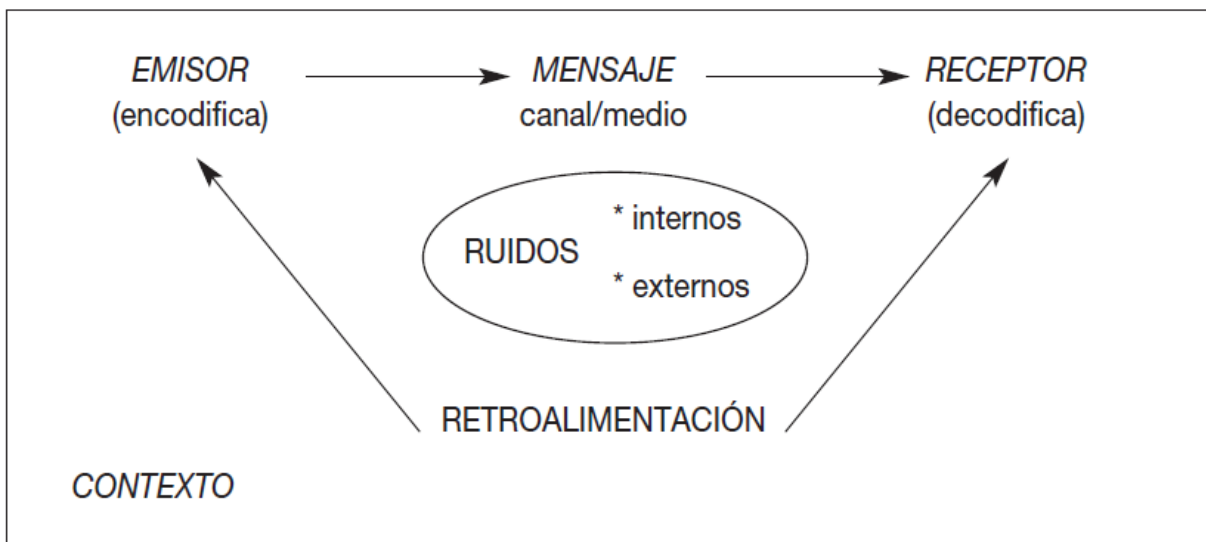 EMISOR MENSAJE RECEPTOR
(encodifica) canal/medio (decodifica)
* internos
RUIDOS
* externos
RETROALIMENTACIÓN
CONTEXTO